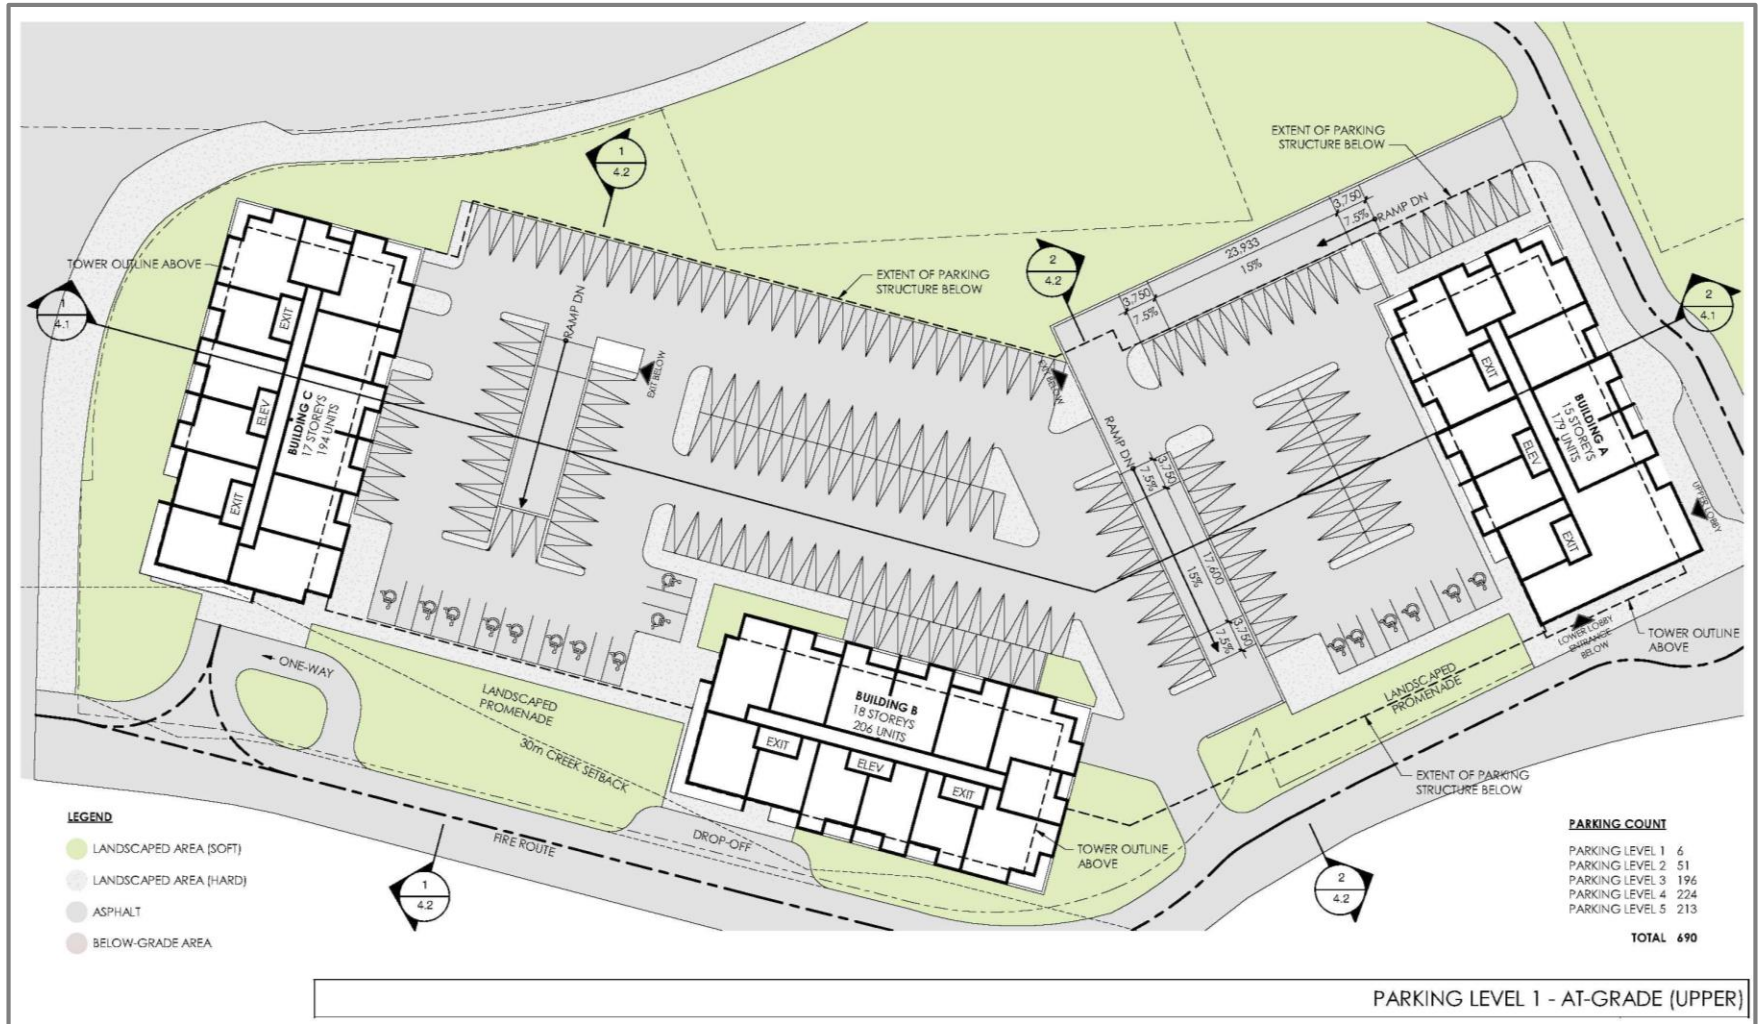 EXTENT OF PARKING
STRUCTURE BELOW
1
4.2
3,750
7.5%
RAMP DN
23,933
15%
2
4.2
3,750
7.5%
TOWER OUTLINE ABOVE
EXTENT OF PARKING
STRUCTURE BELOW
1
4.1
2
4.1
RAMP DN
EXIT
EXIT BELOW
EXIT BELOW
EXIT
ELEV
BUILDING C
17 STOREYS
194 UNITS
EXIT
RAMP DN
3,750
7.5%
17,600
15%
3,750
7.5%
BUILDING A
15 STOREYS
179 UNITS
ELEV
EXIT
UPPER LOBBY
LOWER LOBBY
ENTRANCE
BELOW
TOWER OUTLINE
ABOVE
ONE-WAY
LANDSCAPED
PROMENADE
30m CREEK SETBACK
BUILDING B
18 STOREYS
206 UNITS
EXIT
ELEV
EXIT
LANDSCAPED
PROMENADE
EXTENT OF PARKING
STRUCTURE BELOW
FIRE ROUTE
DROP-OFF
TOWER OUTLINE
ABOVE
1
4.2
2
4.2
LEGEND
LANDSCAPED AREA (SOFT)
LANDSCAPED AREA (HARD)
ASPHALT
BELOW-GRADE AREA
PARKING COUNT
PARKING LEVEL 1 6
PARKING LEVEL 2 51
PARKING LEVEL 3 196
PARKING LEVEL 4 224
PARKING LEVEL 5 213
TOTAL 690
PARKING LEVEL 1 - AT-GRADE (UPPER)